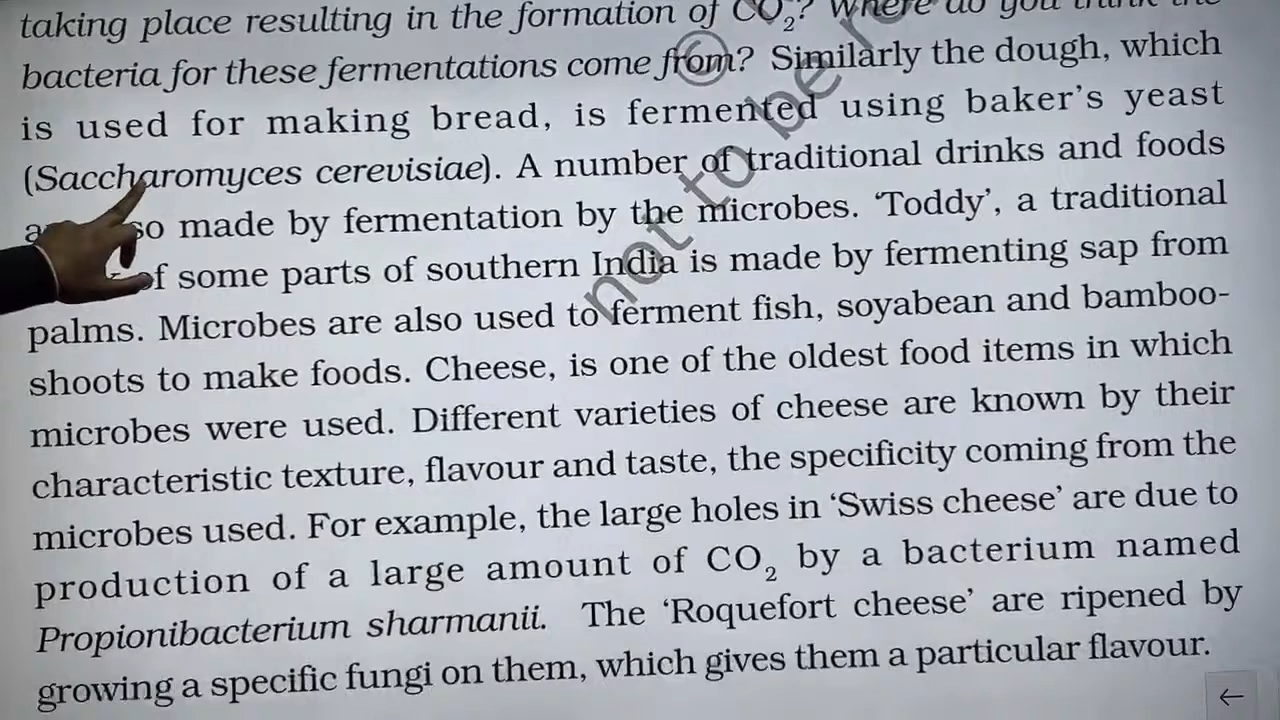 taking place resulting in the formation of CO₂? Where do you think the
bacteria for these fermentations come from? Similarly the dough, which
is used for making bread, is fermented using baker’s yeast
(Saccharomyces cerevisiae). A number of traditional drinks and foods
so made by fermentation by the microbes. ‘Toddy’, a traditional
of some parts of southern India is made by fermenting sap from
palms. Microbes are also used to ferment fish, soyabean and bamboo-
shoots to make foods. Cheese, is one of the oldest food items in which
microbes were used. Different varieties of cheese are known by their
characteristic texture, flavour and taste, the specificity coming from the
microbes used. For example, the large holes in ‘Swiss cheese’ are due to
production of a large amount of CO₂ by a bacterium named
Propionibacterium sharmanii. The ‘Roquefort cheese’ are ripened by
growing a specific fungi on them, which gives them a particular flavour.
© not to be